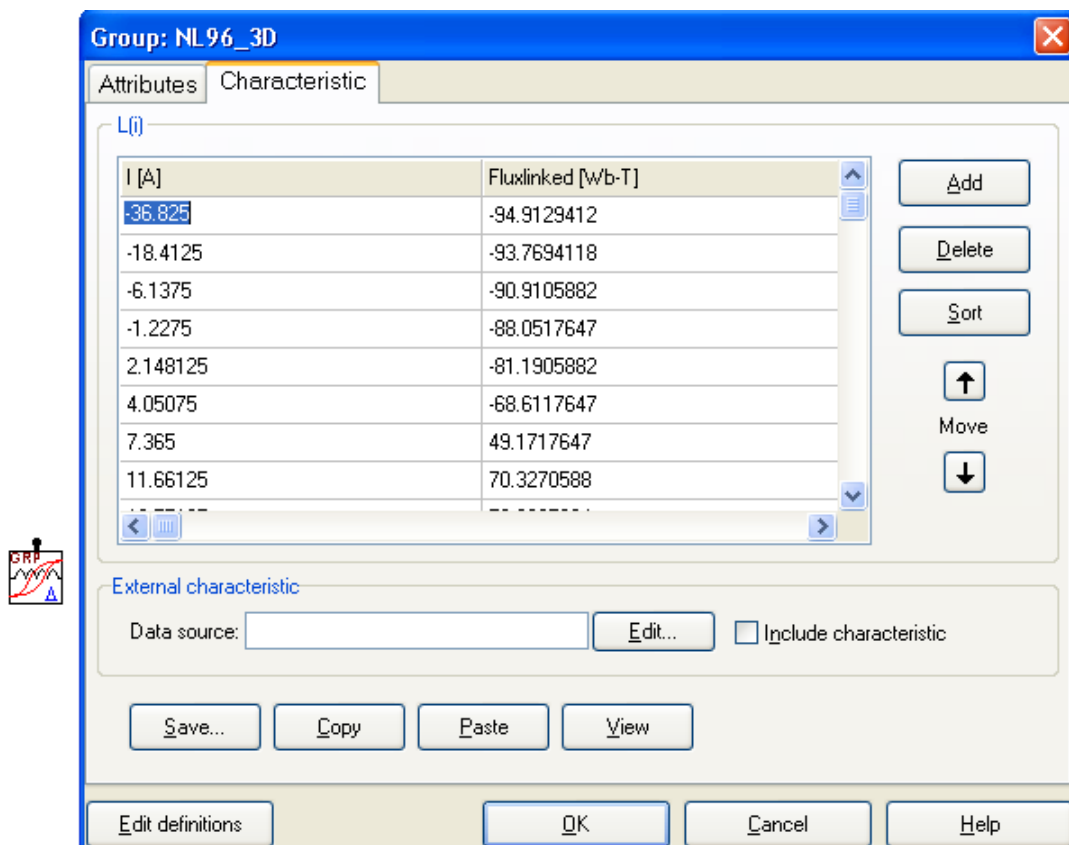 Group: NL96_3D
Attributes Characteristic
L(i)
I [A] Fluxlinked [Wb-T]
-36.825 -94.9129412
-18.4125 -93.7694118
-6.1375 -90.9105882
-1.2275 -88.0517647
2.148125 -81.1905882
4.05075 -68.6117647
7.365 49.1717647
11.66125 70.3270588
Add
Delete
Sort
Move
GRP
Δ
External characteristic
Data source: Edit... Include characteristic
Save... Copy Paste View
Edit definitions OK Cancel Help